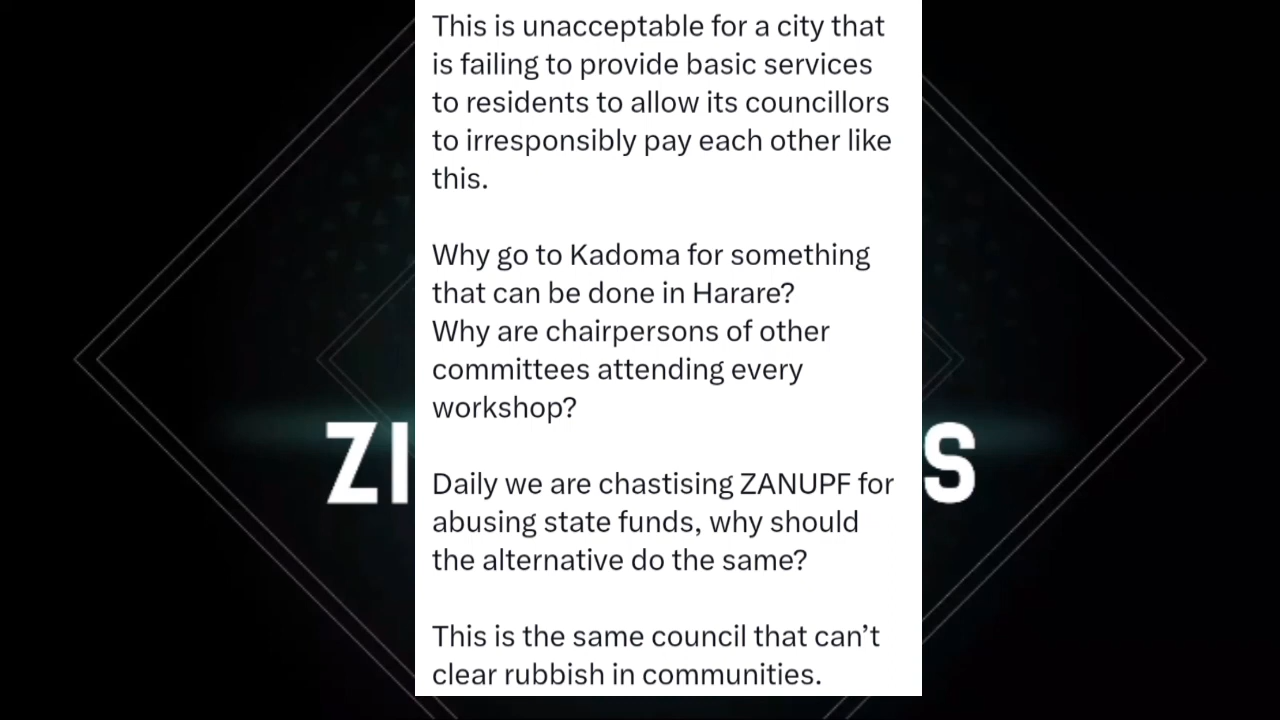 This is unacceptable for a city that
is failing to provide basic services
to residents to allow its councillors
to irresponsibly pay each other like
this.
Why go to Kadoma for something
that can be done in Harare?
Why are chairpersons of other
committees attending every
workshop?
ZI S
Daily we are chastising ZANUPF for
abusing state funds, why should
the alternative do the same?
This is the same council that can’t
clear rubbish in communities.